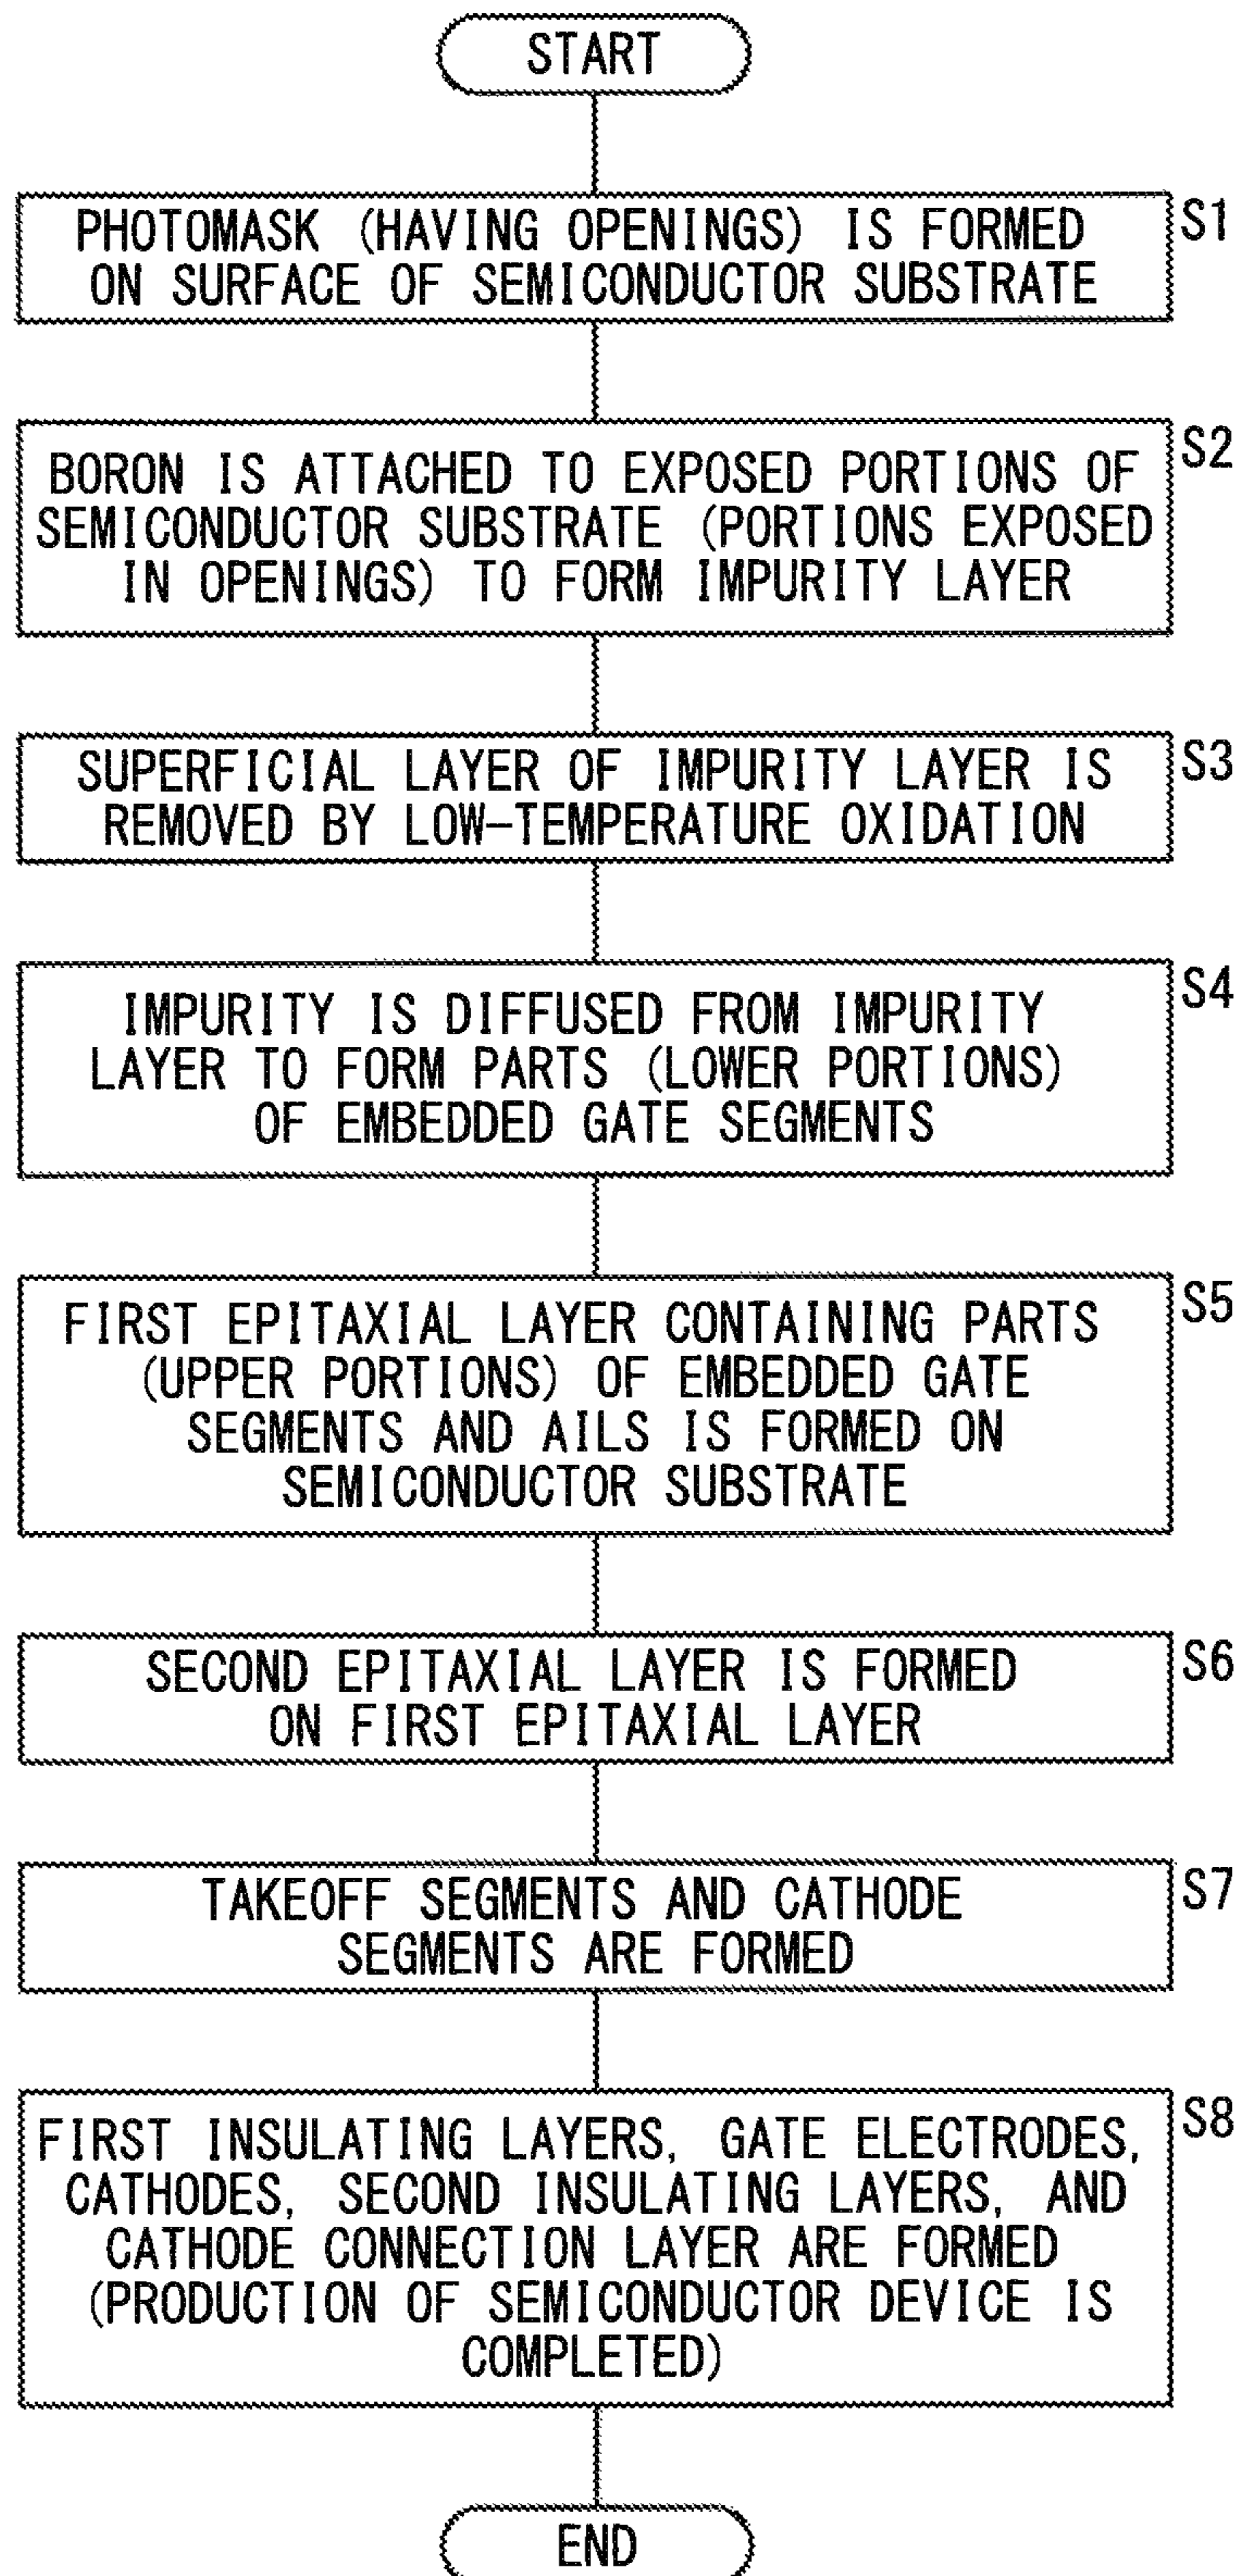 START
S1
PHOTOMASK (HAVING OPENINGS) IS FORMED
ON SURFACE OF SEMICONDUCTOR SUBSTRATE
S2
BORON IS ATTACHED TO EXPOSED PORTIONS OF
SEMICONDUCTOR SUBSTRATE (PORTIONS EXPOSED
IN OPENINGS) TO FORM IMPURITY LAYER
S3
SUPERFICIAL LAYER OF IMPURITY LAYER IS
REMOVED BY LOW-TEMPERATURE OXIDATION
S4
IMPURITY IS DIFFUSED FROM IMPURITY
LAYER TO FORM PARTS (LOWER PORTIONS)
OF EMBEDDED GATE SEGMENTS
S5
FIRST EPITAXIAL LAYER CONTAINING PARTS
(UPPER PORTIONS) OF EMBEDDED GATE
SEGMENTS AND AILS IS FORMED ON
SEMICONDUCTOR SUBSTRATE
S6
SECOND EPITAXIAL LAYER IS FORMED
ON FIRST EPITAXIAL LAYER
S7
TAKEOFF SEGMENTS AND CATHODE
SEGMENTS ARE FORMED
S8
FIRST INSULATING LAYERS, GATE ELECTRODES,
CATHODES, SECOND INSULATING LAYERS, AND
CATHODE CONNECTION LAYER ARE FORMED
(PRODUCTION OF SEMICONDUCTOR DEVICE IS
COMPLETED)
END